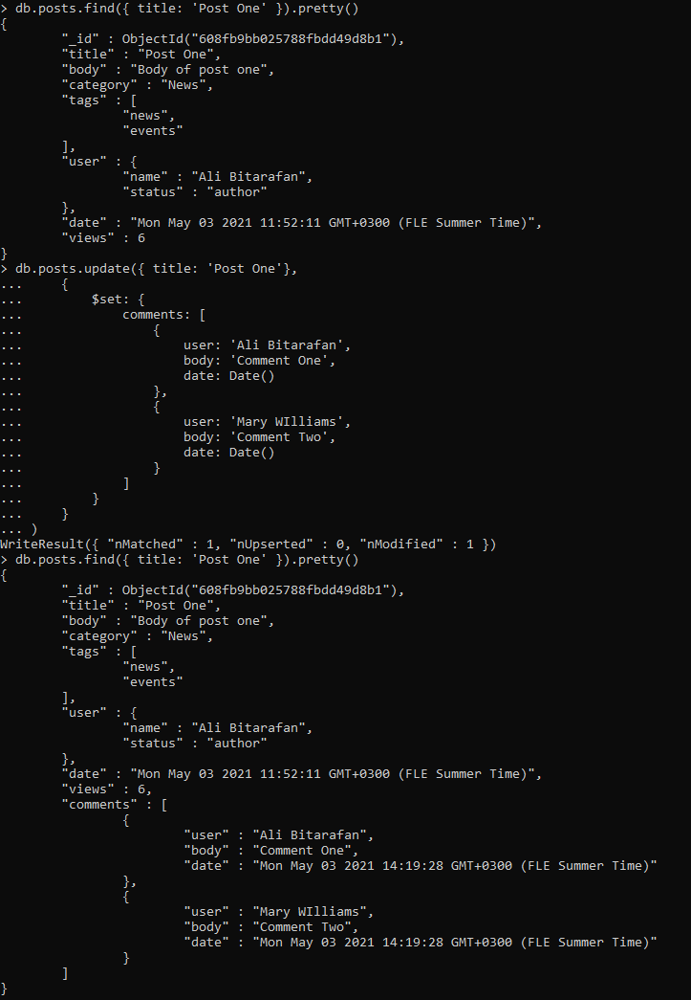 > db.posts.find({ title: 'Post One' }).pretty()
{
        "_id" : ObjectId("608fb9bb025788fbdd49d8b1"),
        "title" : "Post One",
        "body" : "Body of post one",
        "category" : "News",
        "tags" : [
                "news",
                "events"
        ],
        "user" : {
                "name" : "Ali Bitarafan",
                "status" : "author"
        },
        "date" : "Mon May 03 2021 11:52:11 GMT+0300 (FLE Summer Time)",
        "views" : 6
}
> db.posts.update({ title: 'Post One'},
...     {
...         $set: {
...             comments: [
...                 {
...                     user: 'Ali Bitarafan',
...                     body: 'Comment One',
...                     date: Date()
...                 },
...                 {
...                     user: 'Mary WIlliams',
...                     body: 'Comment Two',
...                     date: Date()
...                 }
...             ]
...         }
...     }
... )
WriteResult({ "nMatched" : 1, "nUpserted" : 0, "nModified" : 1 })
> db.posts.find({ title: 'Post One' }).pretty()
{
        "_id" : ObjectId("608fb9bb025788fbdd49d8b1"),
        "title" : "Post One",
        "body" : "Body of post one",
        "category" : "News",
        "tags" : [
                "news",
                "events"
        ],
        "user" : {
                "name" : "Ali Bitarafan",
                "status" : "author"
        },
        "date" : "Mon May 03 2021 11:52:11 GMT+0300 (FLE Summer Time)",
        "views" : 6,
        "comments" : [
                {
                        "user" : "Ali Bitarafan",
                        "body" : "Comment One",
                        "date" : "Mon May 03 2021 14:19:28 GMT+0300 (FLE Summer Time)"
                },
                {
                        "user" : "Mary WIlliams",
                        "body" : "Comment Two",
                        "date" : "Mon May 03 2021 14:19:28 GMT+0300 (FLE Summer Time)"
                }
        ]
}